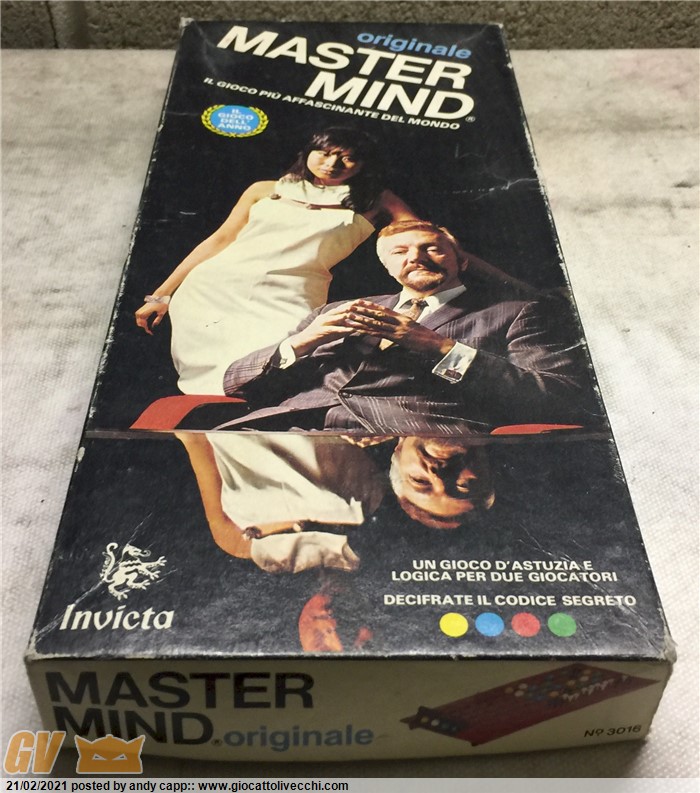 originale
MASTER
MIND®
IL GIOCO PIÙ AFFASCINANTE DEL MONDO
IL
GIOCO
DELL'
ANNO
UN GIOCO D'ASTUZIA E
LOGICA PER DUE GIOCATORI
DECIFRATE IL CODICE SEGRETO
Invicta
MASTER
MIND®originale
Nº 3016
GV
21/02/2021 posted by andy capp:: www.giocattolivecchi.com